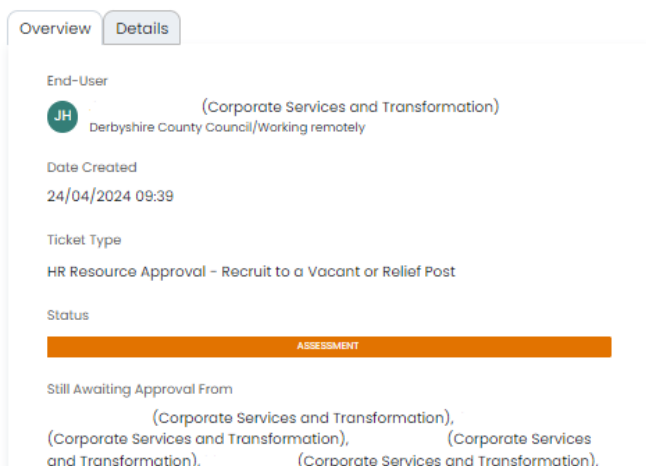 Overview Details
End-User
JH
(Corporate Services and Transformation)
Derbyshire County Council/Working remotely
Date Created
24/04/2024 09:39
Ticket Type
HR Resource Approval - Recruit to a Vacant or Relief Post
Status
ASSESSMENT
Still Awaiting Approval From
(Corporate Services and Transformation),
(Corporate Services and Transformation), (Corporate Services
and Transformation), (Corporate Services and Transformation),